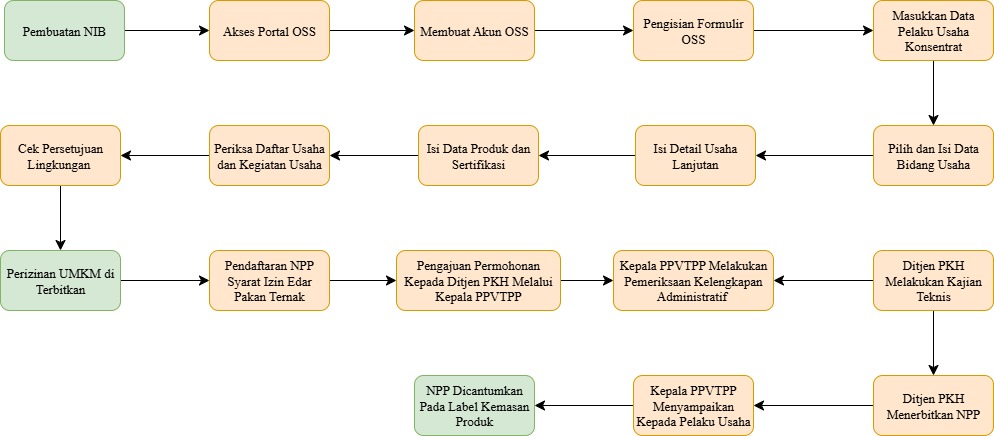 Pembuatan NIB
Akses Portal OSS
Membuat Akun OSS
Pengisian Formulir
OSS
Masukkan Data
Pelaku Usaha
Konsentrat
Pilih dan Isi Data
Bidang Usaha
Isi Detail Usaha
Lanjutan
Isi Data Produk dan
Sertifikasi
Periksa Daftar Usaha
dan Kegiatan Usaha
Cek Persetujuan
Lingkungan
Perizinan UMKM di
Terbitkan
Pendaftaran NPP
Syarat Izin Edar
Pakan Ternak
Pengajuan Permohonan
Kepada Ditjen PKH Melalui
Kepala PPVTPP
Kepala PPVTPP Melakukan
Pemeriksaan Kelengkapan
Administratif
Ditjen PKH
Melakukan Kajian
Teknis
Ditjen PKH
Menerbitkan NPP
Kepala PPVTPP
Menyampaikan
Kepada Pelaku Usaha
NPP Dicantumkan
Pada Label Kemasan
Produk